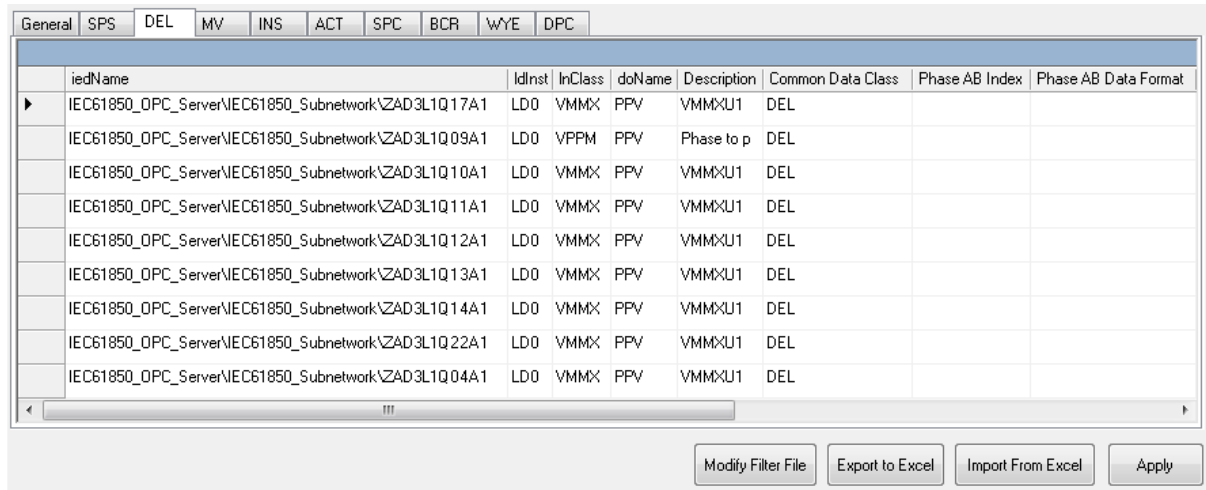 General SPS DEL MV INS ACT SPC BCR WYE DPC
iedName ldInst lnClass doName Description Common Data Class Phase AB Index Phase AB Data Format
IEC61850_OPC_Server\IEC61850_Subnetwork\ZAD3L1Q17A1 LD0 VMMX PPV VMMXU1 DEL
IEC61850_OPC_Server\IEC61850_Subnetwork\ZAD3L1Q09A1 LD0 VPPM PPV Phase to p DEL
IEC61850_OPC_Server\IEC61850_Subnetwork\ZAD3L1Q10A1 LD0 VMMX PPV VMMXU1 DEL
IEC61850_OPC_Server\IEC61850_Subnetwork\ZAD3L1Q11A1 LD0 VMMX PPV VMMXU1 DEL
IEC61850_OPC_Server\IEC61850_Subnetwork\ZAD3L1Q12A1 LD0 VMMX PPV VMMXU1 DEL
IEC61850_OPC_Server\IEC61850_Subnetwork\ZAD3L1Q13A1 LD0 VMMX PPV VMMXU1 DEL
IEC61850_OPC_Server\IEC61850_Subnetwork\ZAD3L1Q14A1 LD0 VMMX PPV VMMXU1 DEL
IEC61850_OPC_Server\IEC61850_Subnetwork\ZAD3L1Q22A1 LD0 VMMX PPV VMMXU1 DEL
IEC61850_OPC_Server\IEC61850_Subnetwork\ZAD3L1Q04A1 LD0 VMMX PPV VMMXU1 DEL
Modify Filter File Export to Excel Import From Excel Apply